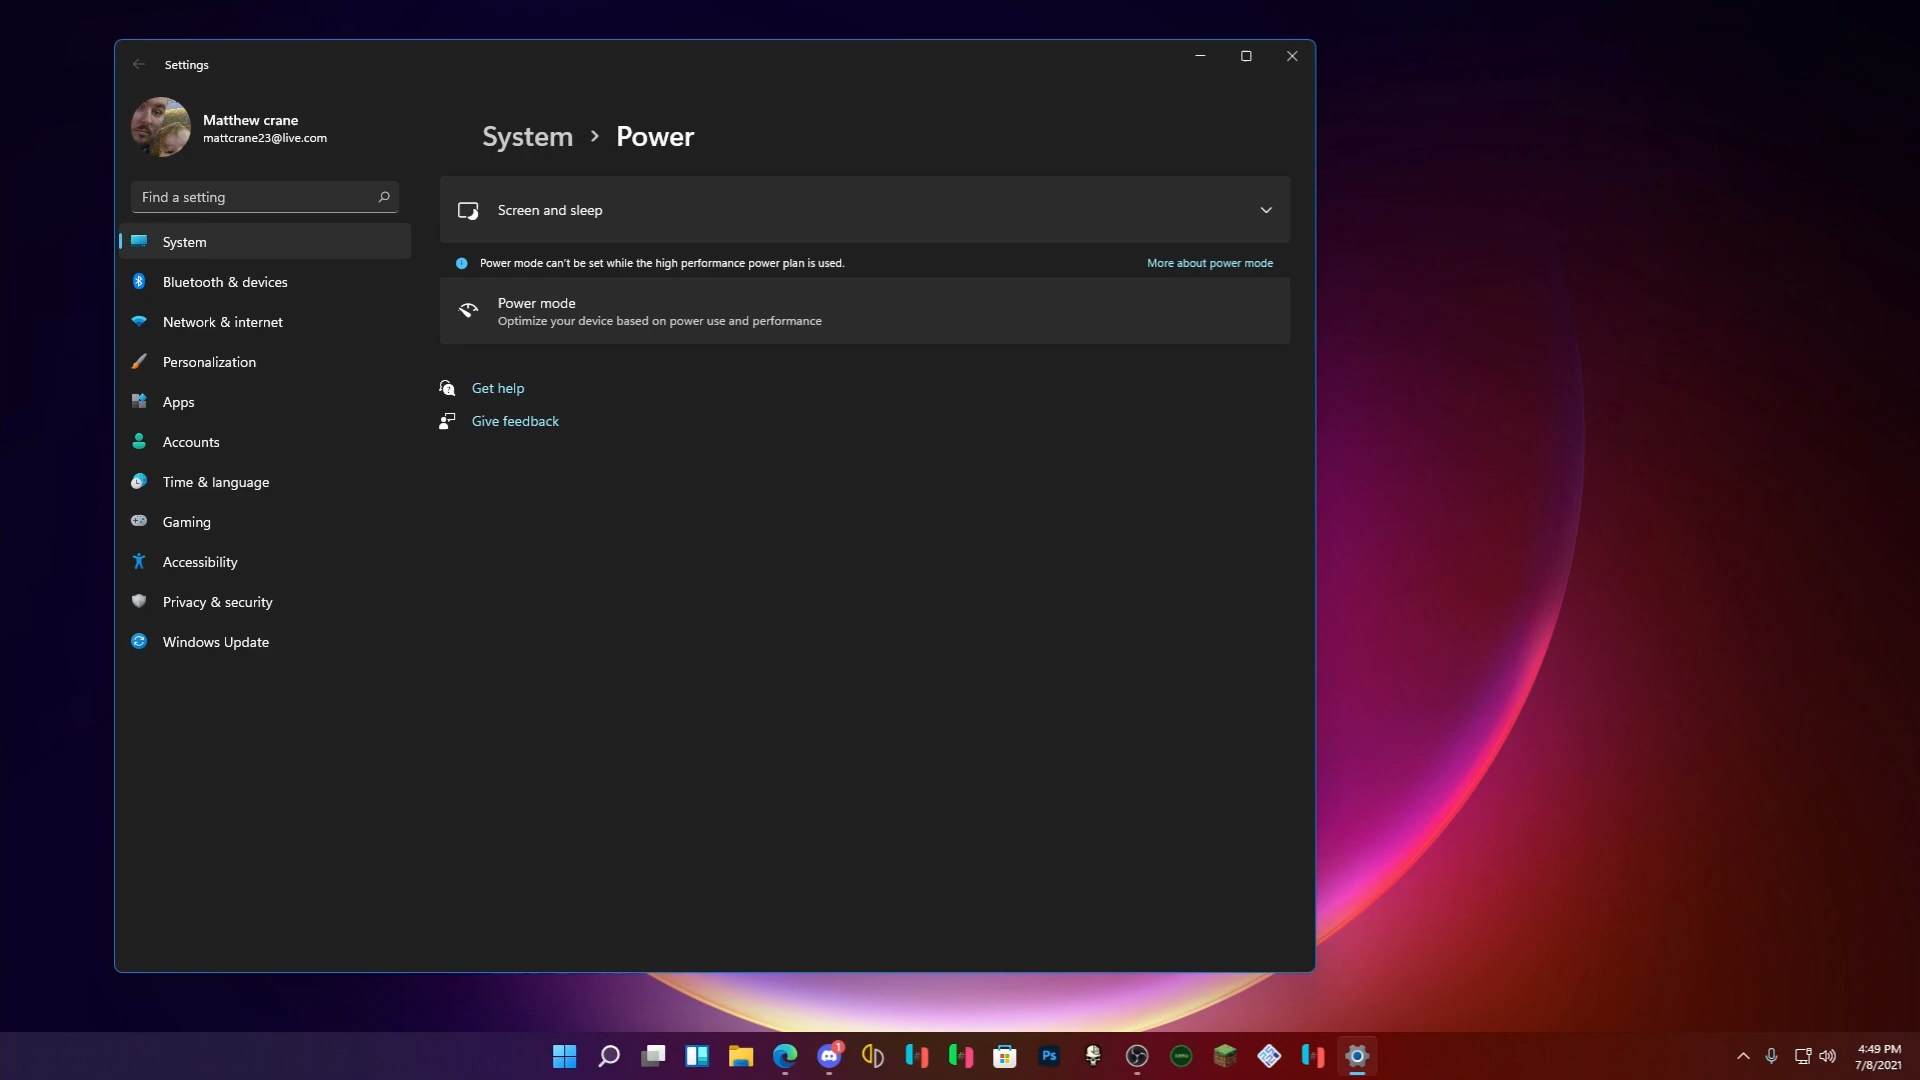 Settings
Matthew crane
mattcrane23@live.com
System > Power
Find a setting
Screen and sleep
System
Power mode can't be set while the high performance power plan is used.
More about power mode
Bluetooth & devices
Power mode
Optimize your device based on power use and performance
Network & internet
Personalization
Get help
Apps
Give feedback
Accounts
Time & language
Gaming
Accessibility
Privacy & security
Windows Update
1
Ps
4:49 PM
7/8/2021